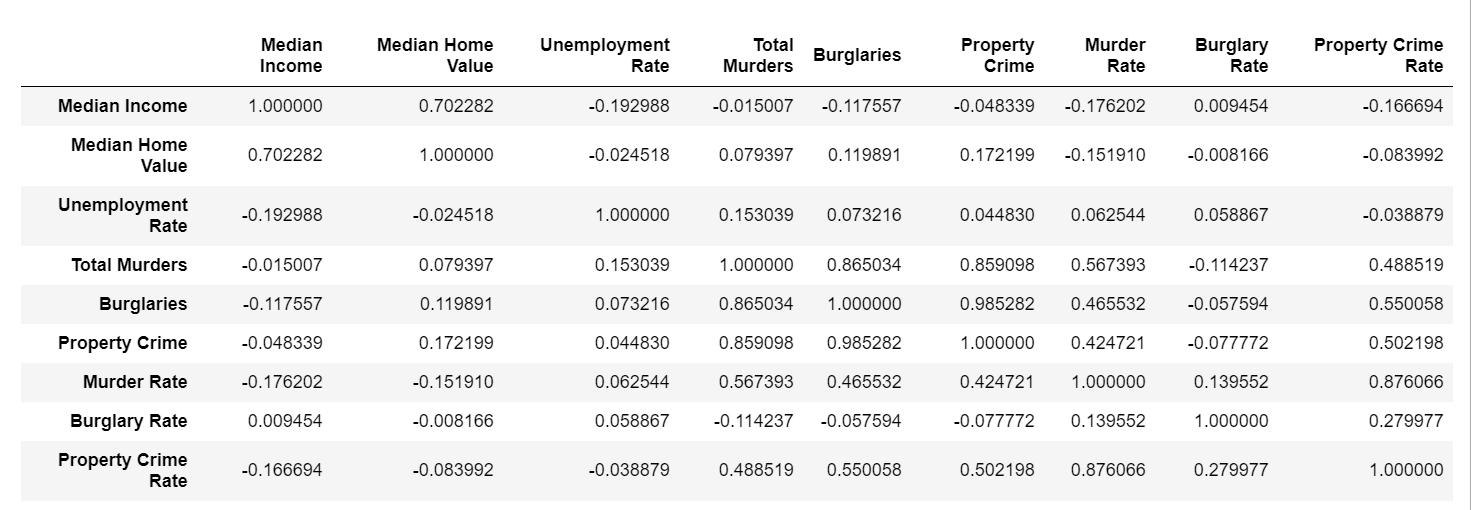 Median Income Median Home Value Unemployment Rate Total Murders Burglaries Property Crime Murder Rate Burglary Rate Property Crime Rate
Median Income 1.000000 0.702282 -0.192988 -0.015007 -0.117557 -0.048339 -0.176202 0.009454 -0.166694
Median Home Value 0.702282 1.000000 -0.024518 0.079397 0.119891 0.172199 -0.151910 -0.008166 -0.083992
Unemployment Rate -0.192988 -0.024518 1.000000 0.153039 0.073216 0.044830 0.062544 0.058867 -0.038879
Total Murders -0.015007 0.079397 0.153039 1.000000 0.865034 0.859098 0.567393 -0.114237 0.488519
Burglaries -0.117557 0.119891 0.073216 0.865034 1.000000 0.985282 0.465532 -0.057594 0.550058
Property Crime -0.048339 0.172199 0.044830 0.859098 0.985282 1.000000 0.424721 -0.077772 0.502198
Murder Rate -0.176202 -0.151910 0.062544 0.567393 0.465532 0.424721 1.000000 0.139552 0.876066
Burglary Rate 0.009454 -0.008166 0.058867 -0.114237 -0.057594 -0.077772 0.139552 1.000000 0.279977
Property Crime Rate -0.166694 -0.083992 -0.038879 0.488519 0.550058 0.502198 0.876066 0.279977 1.000000